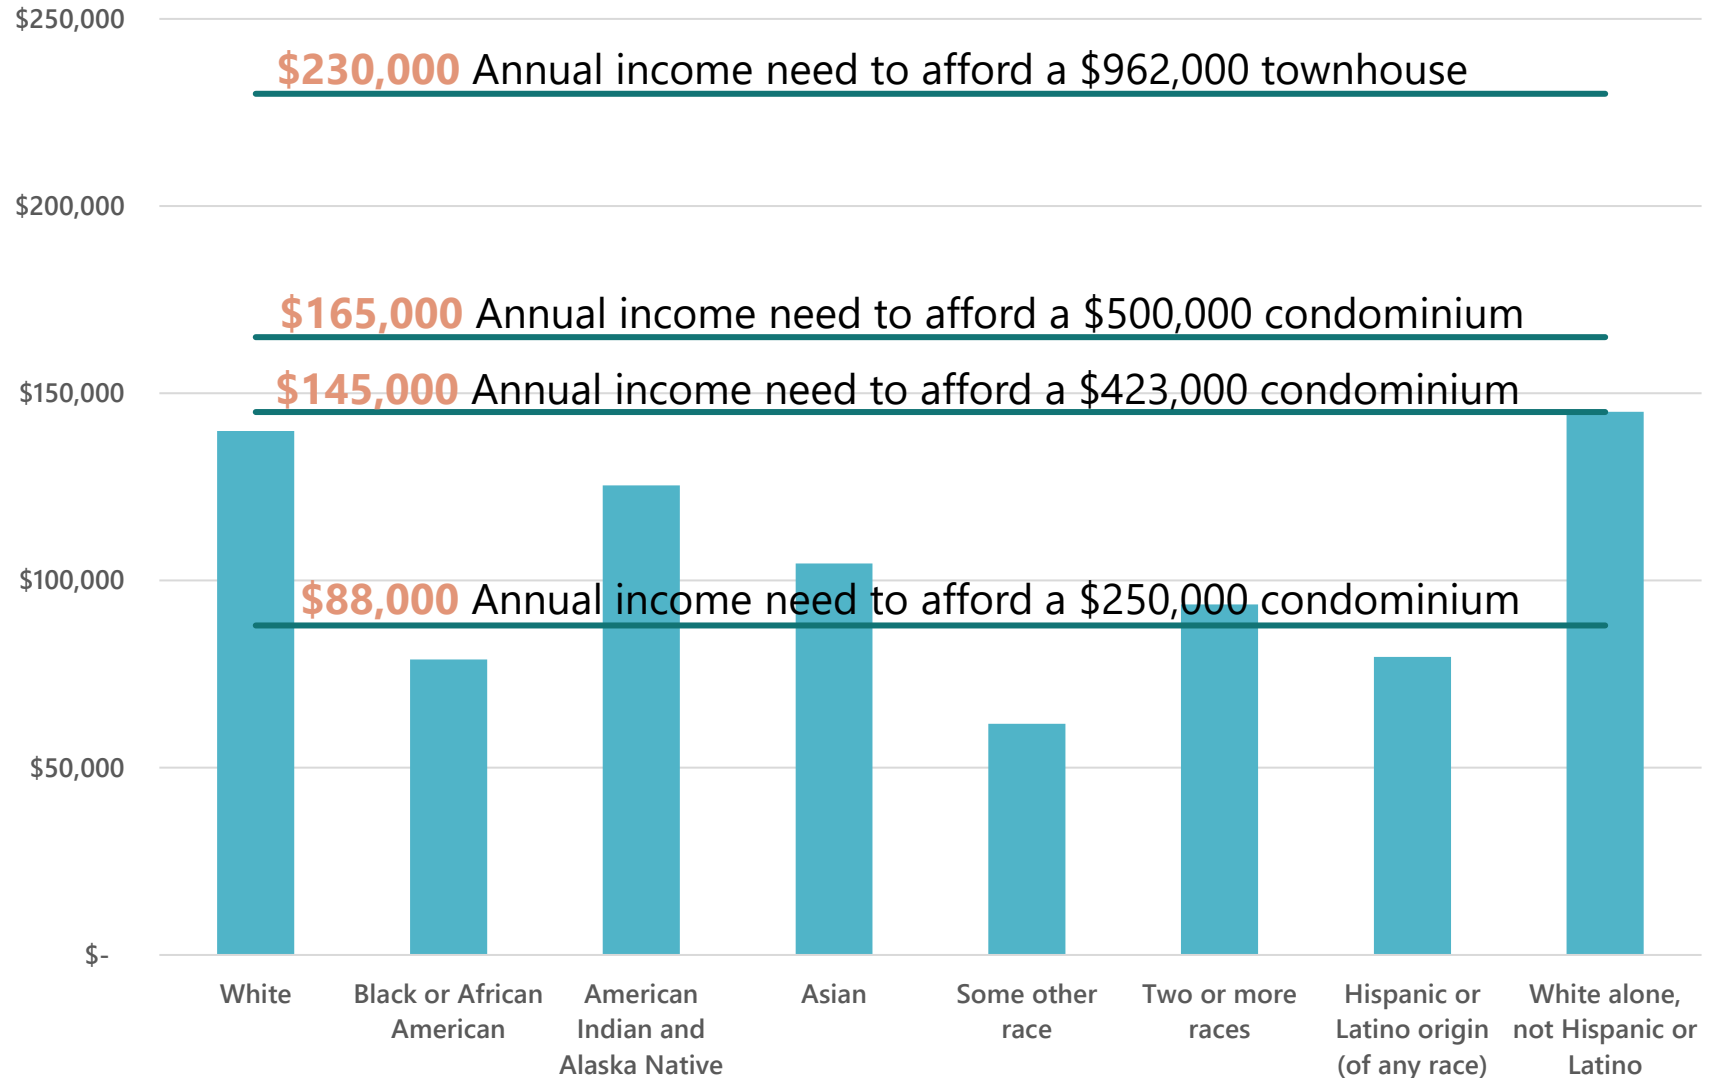 $250,000
$230,000 Annual income need to afford a $962,000 townhouse
$200,000
$165,000 Annual income need to afford a $500,000 condominium
$150,000
$145,000 Annual income need to afford a $423,000 condominium
$100,000
$88,000 Annual income need to afford a $250,000 condominium
$50,000
$-
White
Black or African
American
American
Indian and
Alaska Native
Asian
Some other
race
Two or more
races
Hispanic or
Latino origin
(of any race)
White alone,
not Hispanic or
Latino